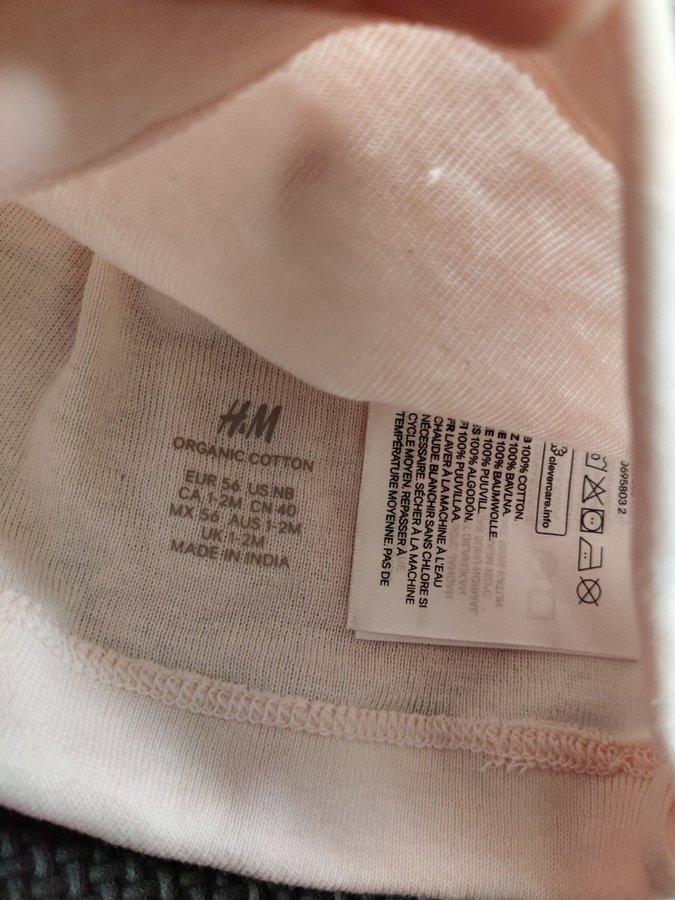 H&M
ORGANIC COTTON
EUR 56 US NB
CA 1-2M CN 40
MX 56 AUS 1-2M
UK 1-2M
MADE IN INDIA
069580 3 2
clevercare.info
100% COTTON.
100% BAVLNA.
100% BAUMWOLLE.
100% PUUVILL.
100% ALGODÓN.
100% PUUVILLAA.
FR LAVER À LA MACHINE À L'EAU
CHAUDE. BLANCHIR SANS CHLORE SI
NÉCESSAIRE. SÉCHER À LA MACHINE
CYCLE MOYEN. REPASSER À
TEMPÉRATURE MOYENNE. PAS DE